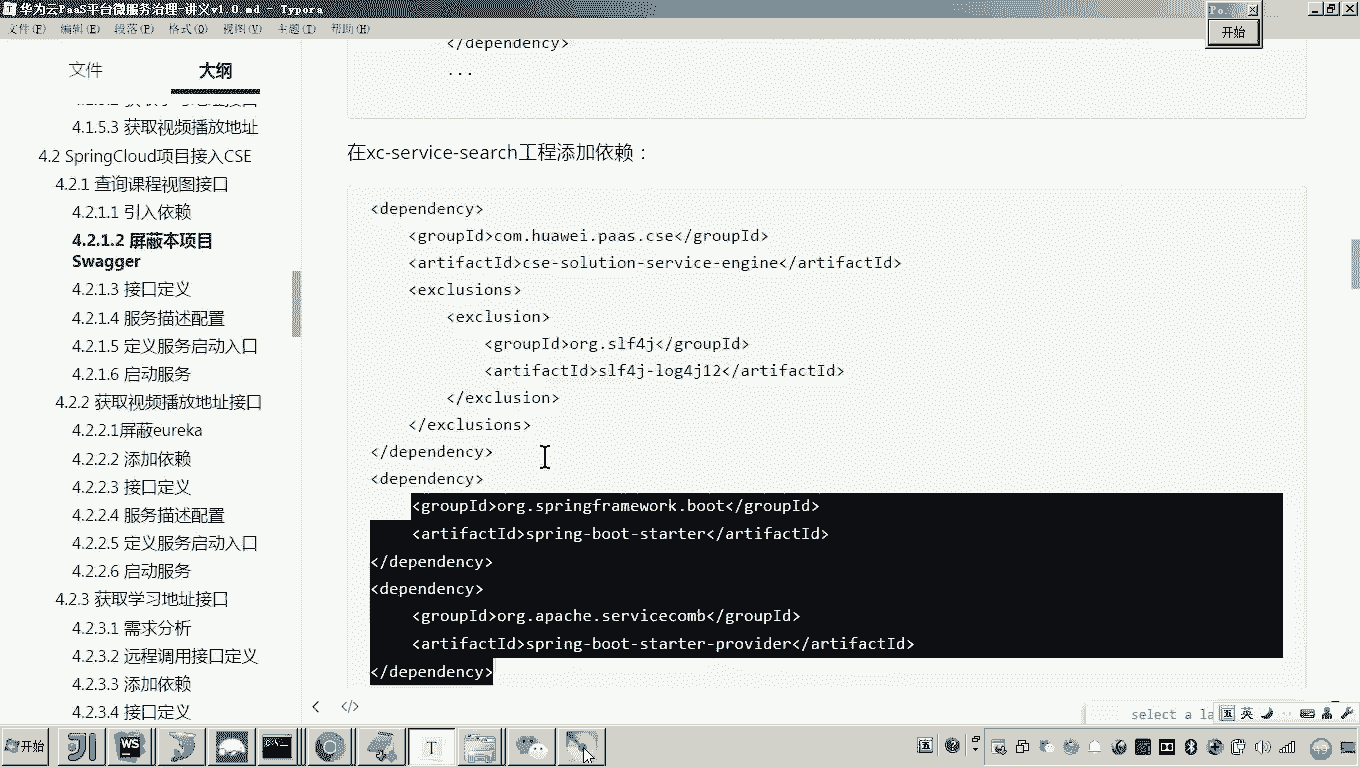 华为云PaaS平台微服务治理-讲义v1.0.md - Typora
文件(F) 编辑(E) 段落(P) 格式(O) 视图(V) 主题(T) 帮助(H)
开始
文件 大纲
4.1.5.3 获取视频播放地址
4.2 SpringCloud项目接入CSE
4.2.1 查询课程视图接口
4.2.1.1 引入依赖
4.2.1.2 屏蔽本项目
Swagger
4.2.1.3 接口定义
4.2.1.4 服务描述配置
4.2.1.5 定义服务启动入口
4.2.1.6 启动服务
4.2.2 获取视频播放地址接口
4.2.2.1屏蔽eureka
4.2.2.2 添加依赖
4.2.2.3 接口定义
4.2.2.4 服务描述配置
4.2.2.5 定义服务启动入口
4.2.2.6 启动服务
4.2.3 获取学习地址接口
4.2.3.1 需求分析
4.2.3.2 远程调用接口定义
4.2.3.3 添加依赖
4.2.3.4 接口定义
</dependency>
...
在xc-service-search工程添加依赖：
<dependency>
<groupId>com.huawei.paas.cse</groupId>
<artifactId>cse-solution-service-engine</artifactId>
<exclusions>
<exclusion>
<groupId>org.slf4j</groupId>
<artifactId>slf4j-log4j12</artifactId>
</exclusion>
</exclusions>
</dependency>
<dependency>
<groupId>org.springframework.boot</groupId>
<artifactId>spring-boot-starter</artifactId>
</dependency>
<dependency>
<groupId>org.apache.servicecomb</groupId>
<artifactId>spring-boot-starter-provider</artifactId>
</dependency>
< </>
select a la
五 英
开始
WS
T
五
49